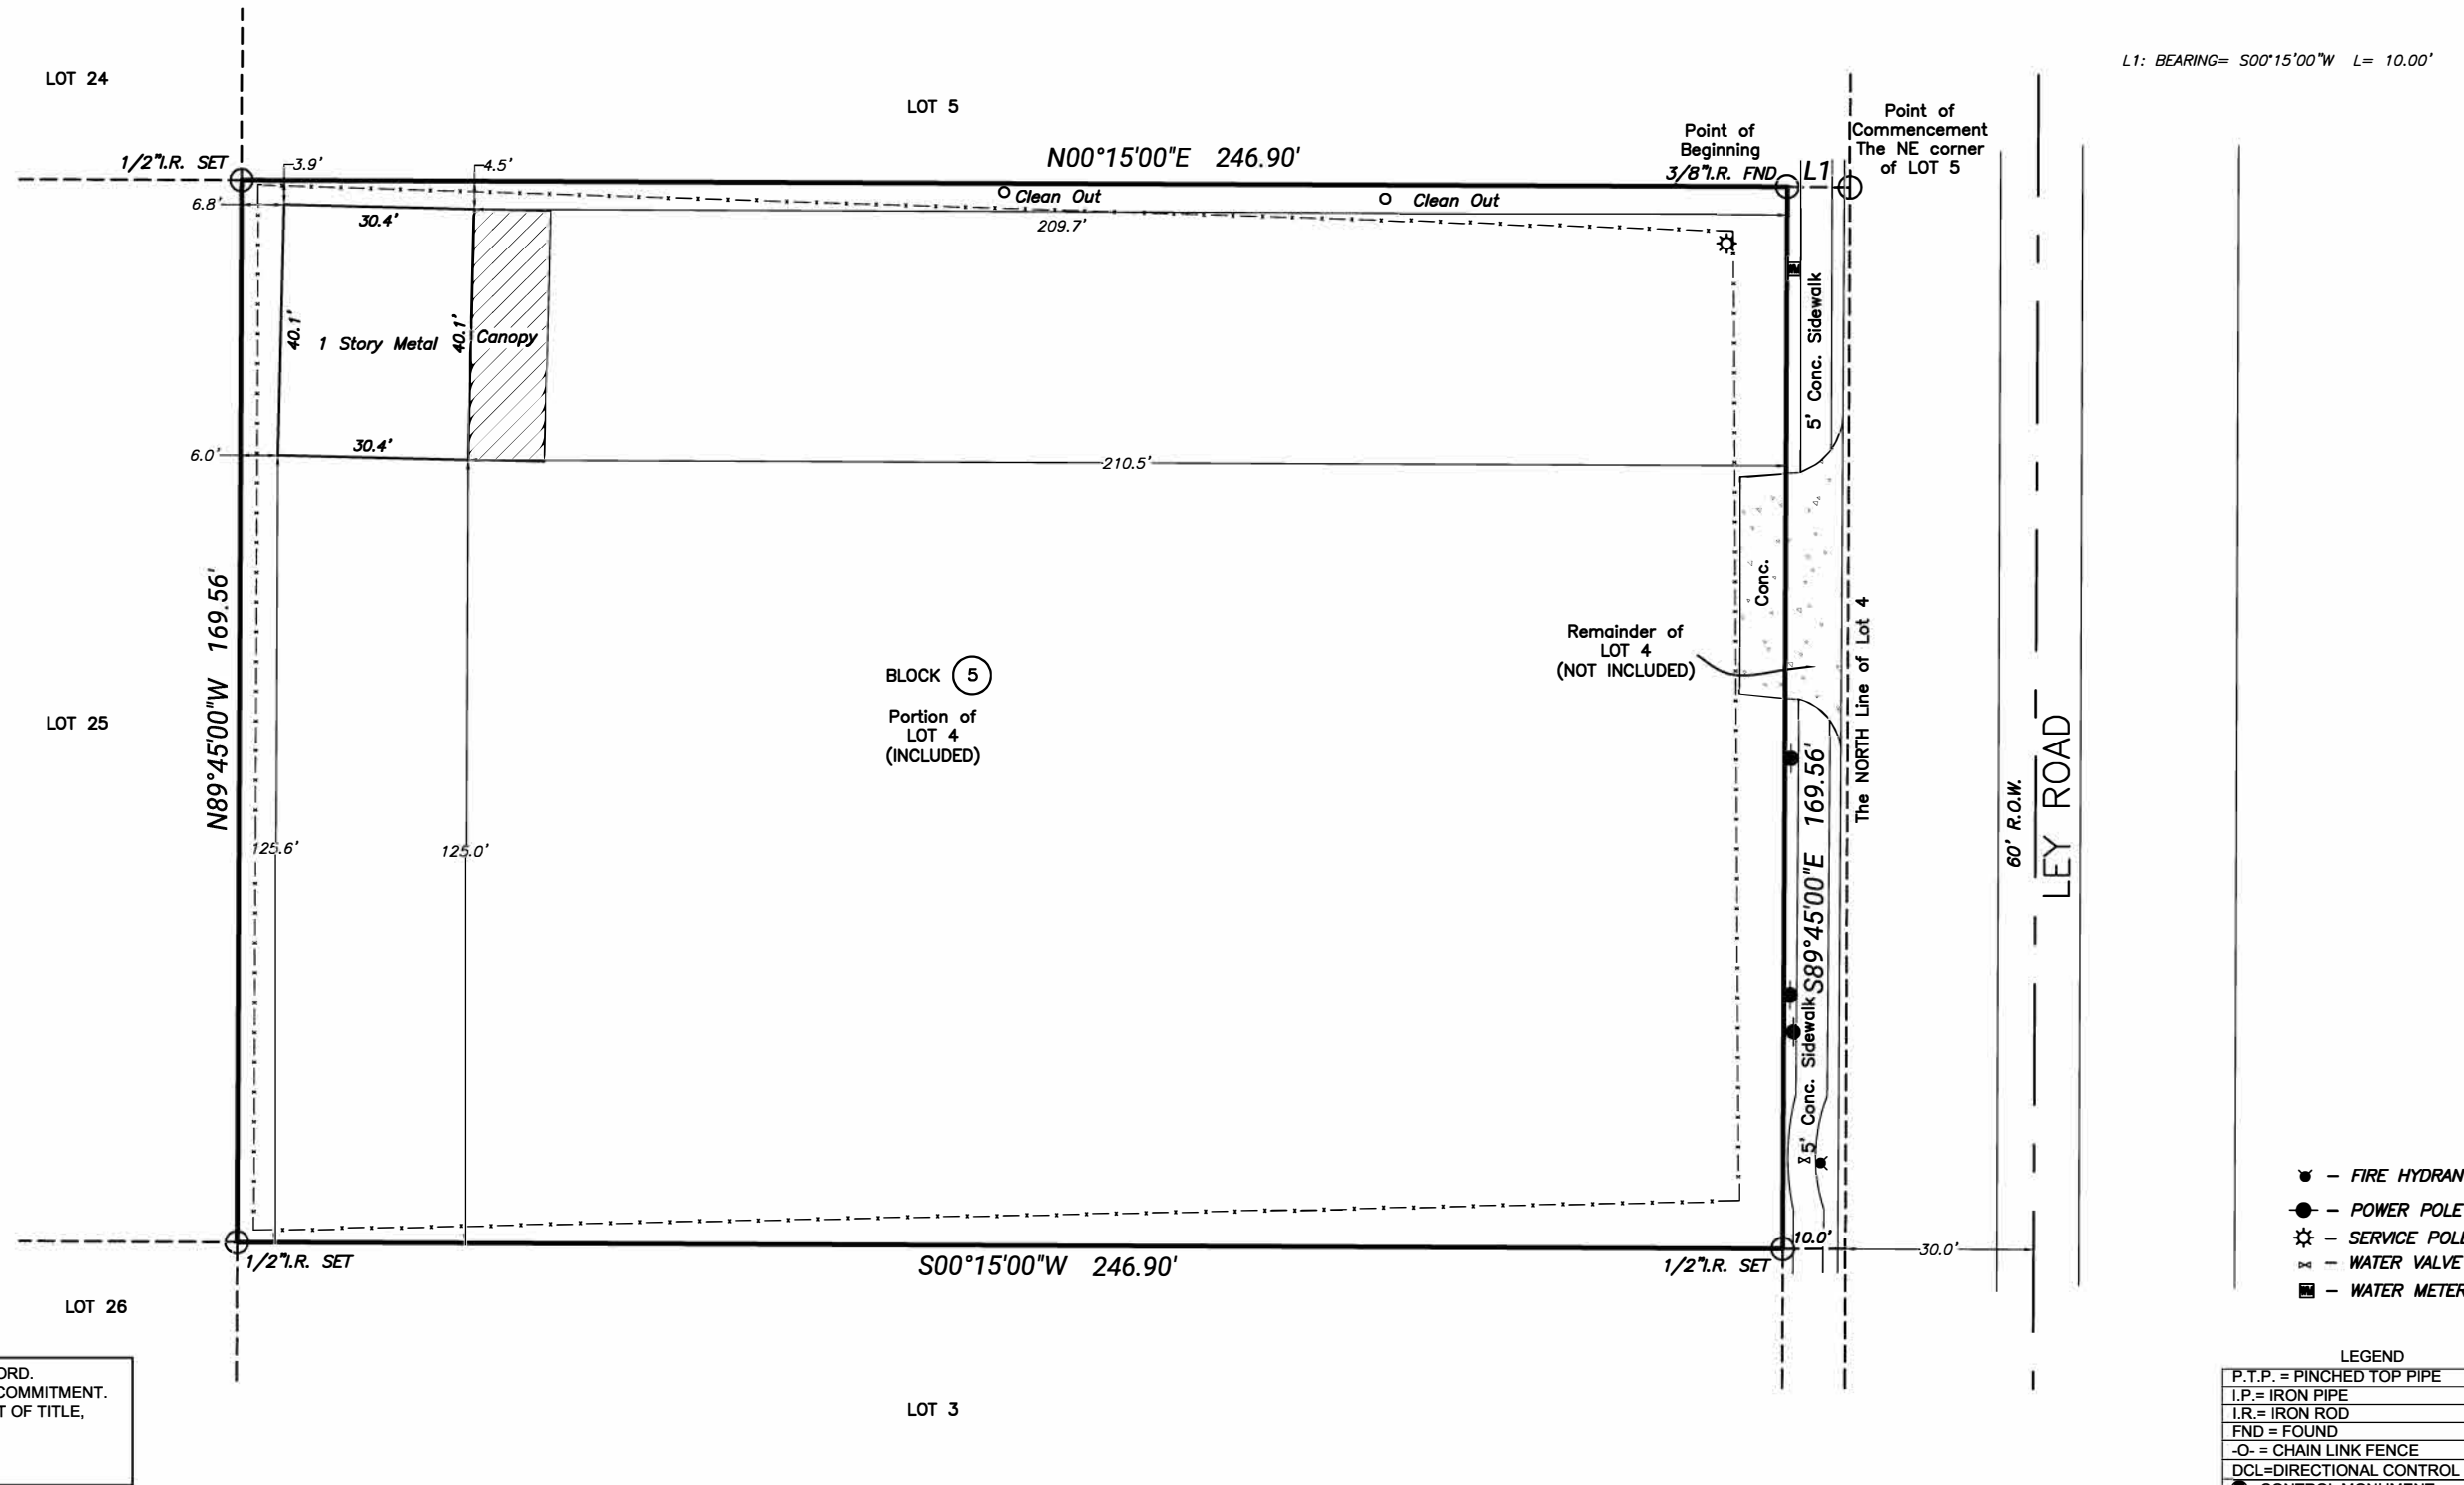 L1: BEARING= S00°15'00"W L= 10.00'
LOT 24
LOT 5
Point of
Commencement
The NE corner
of LOT 5
Point of
Beginning
3/8"I.R. FND
L1
N00°15'00"E 246.90'
1/2"I.R. SET
3.9'
4.5'
6.8'
30.4'
Clean Out
Clean Out
209.7'
40.1'
1 Story Metal
40.1'
Canopy
5' Conc. Sidewalk
6.0'
30.4'
210.5'
Conc.
N89°45'00"W 169.56'
Remainder of
LOT 4
(NOT INCLUDED)
The NORTH Line of Lot 4
BLOCK 5
Portion of
LOT 4
(INCLUDED)
LOT 25
60' R.O.W.
LEY ROAD
125.6'
125.0'
S89°45'00"E 169.56'
5' Conc. Sidewalk
10.0'
30.0'
1/2"I.R. SET
S00°15'00"W 246.90'
1/2"I.R. SET
LOT 26
LOT 3
– FIRE HYDRAN
– POWER POLE
– SERVICE POLE
– WATER VALVE
– WATER METER
ORD.
COMMITMENT.
T OF TITLE,
LEGEND
P.T.P. = PINCHED TOP PIPE
I.P.= IRON PIPE
I.R.= IRON ROD
FND = FOUND
-O- = CHAIN LINK FENCE
DCL=DIRECTIONAL CONTROL